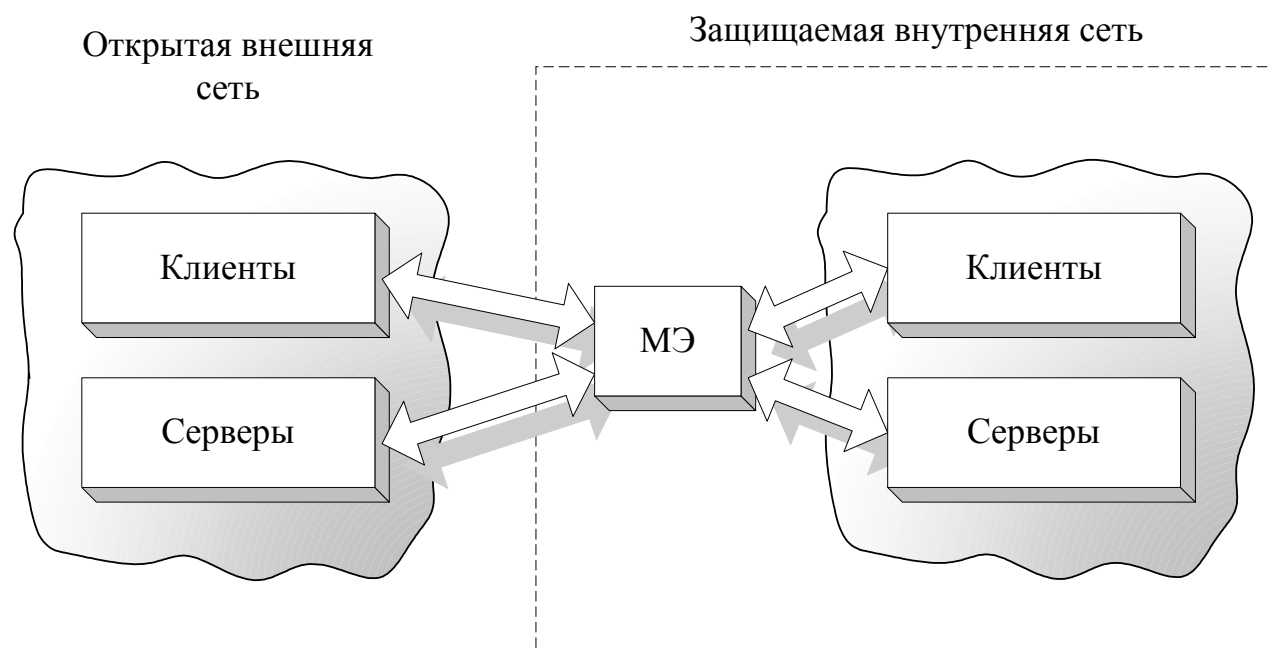 Открытая внешняя
сеть
Защищаемая внутренняя сеть
Клиенты
Серверы
МЭ
Клиенты
Серверы